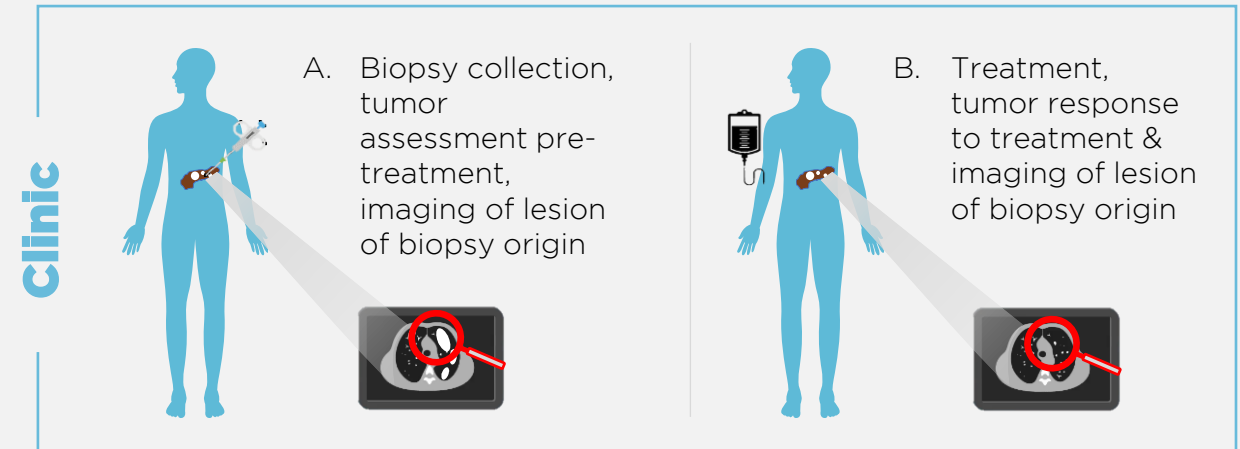 Clinic
A. Biopsy collection,
tumor
assessment pre-
treatment,
imaging of lesion
of biopsy origin
B. Treatment,
tumor response
to treatment &
imaging of lesion
of biopsy origin